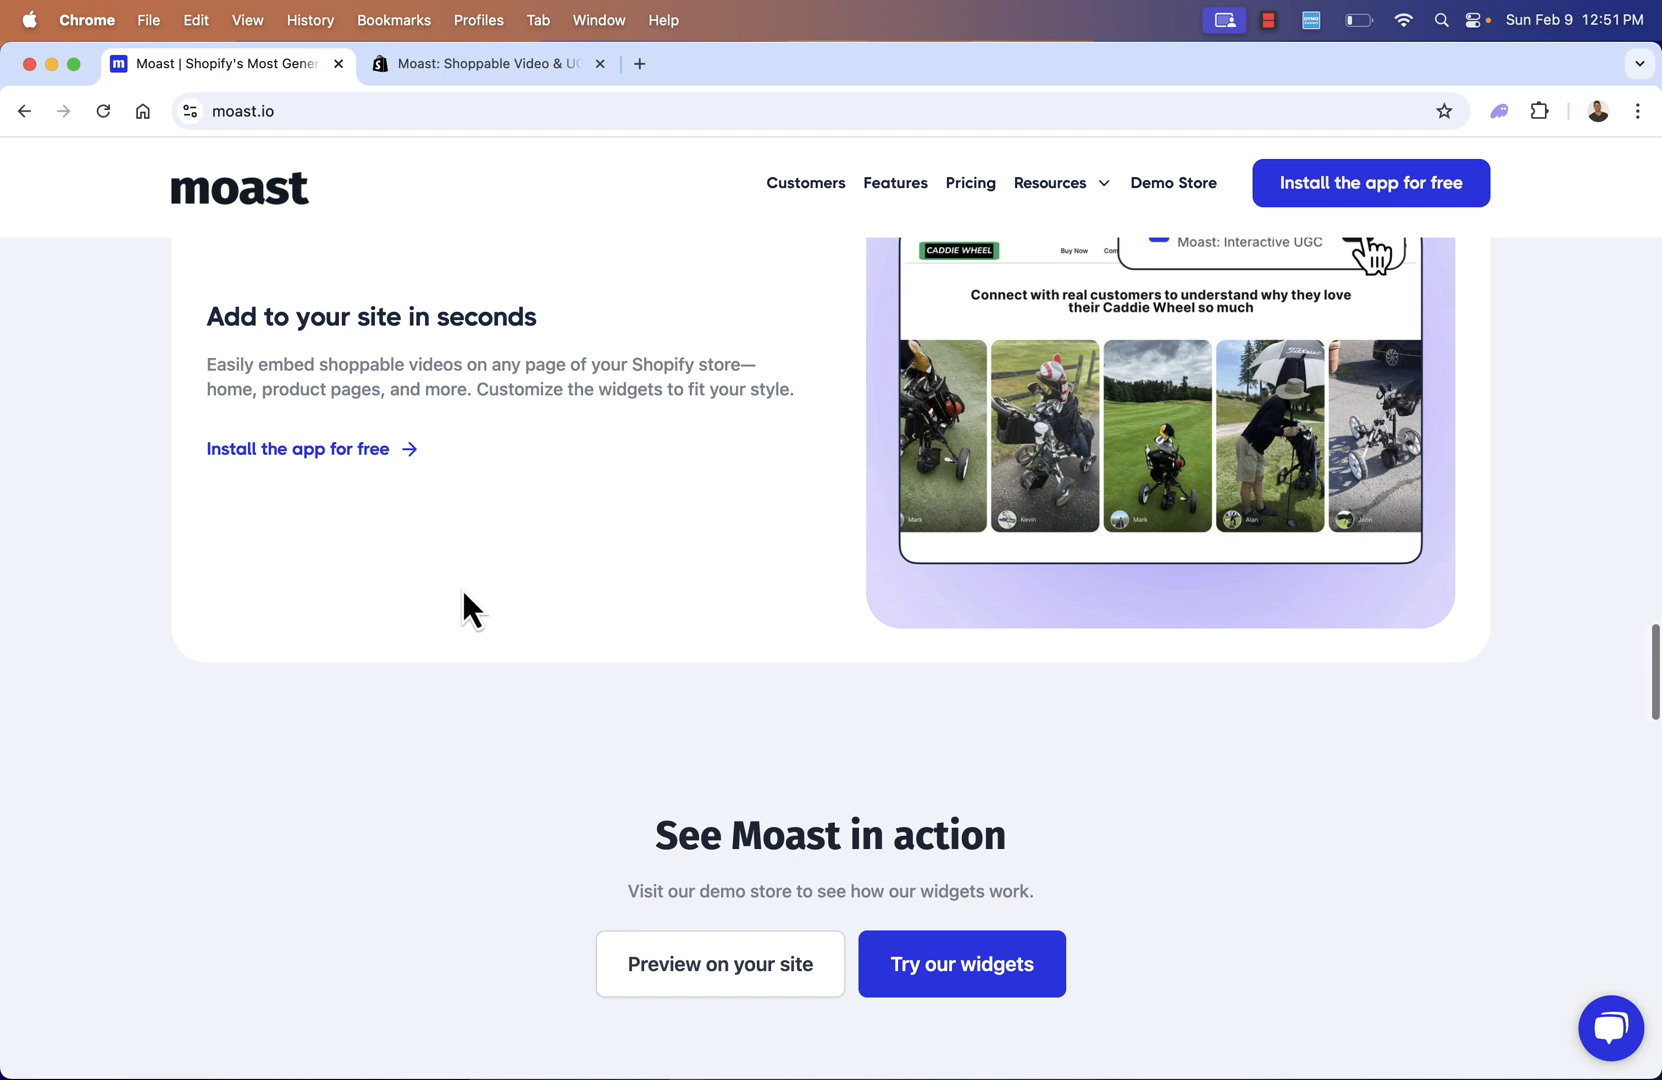 Chrome File Edit View History Bookmarks Profiles Tab Window Help Sun Feb 9 12:51 PM
Moast | Shopify's Most Gener Moast: Shoppable Video & UG
moast.io
moast Customers Features Pricing Resources Demo Store Install the app for free
CADDIE WHEEL Buy Now Moast: Interactive UGC
Connect with real customers to understand why they love
their Caddie Wheel so much
Mark Kevin Mark Alan John
Add to your site in seconds
Easily embed shoppable videos on any page of your Shopify store—
home, product pages, and more. Customize the widgets to fit your style.
Install the app for free →
See Moast in action
Visit our demo store to see how our widgets work.
Preview on your site Try our widgets